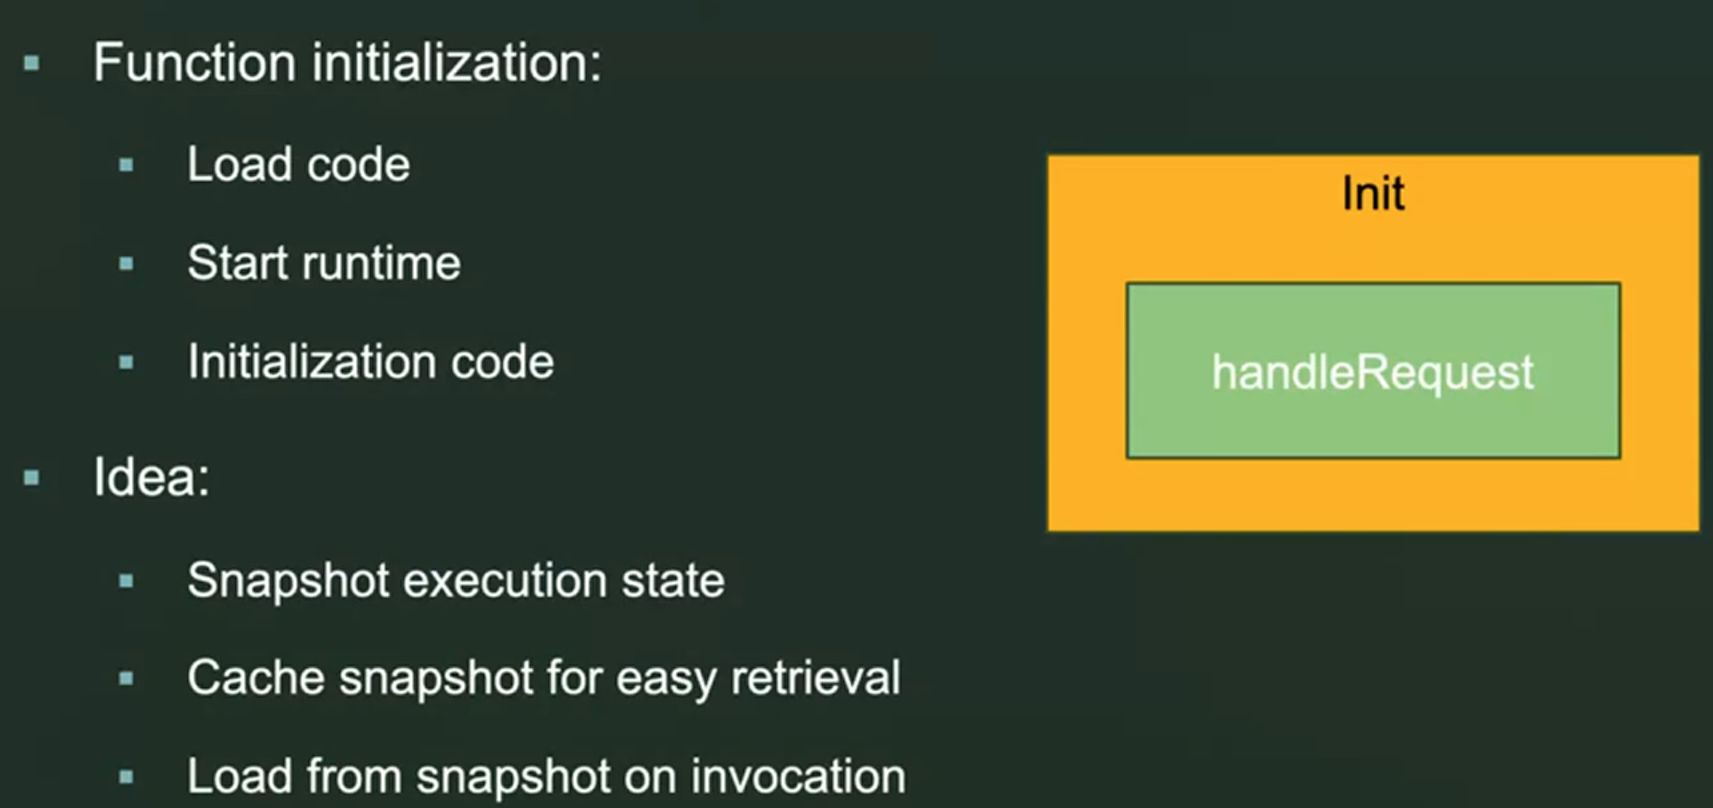 Function initialization:
Load code
Start runtime
Initialization code
Idea:
Snapshot execution state
Cache snapshot for easy retrieval
Load from snapshot on invocation
Init
handleRequest